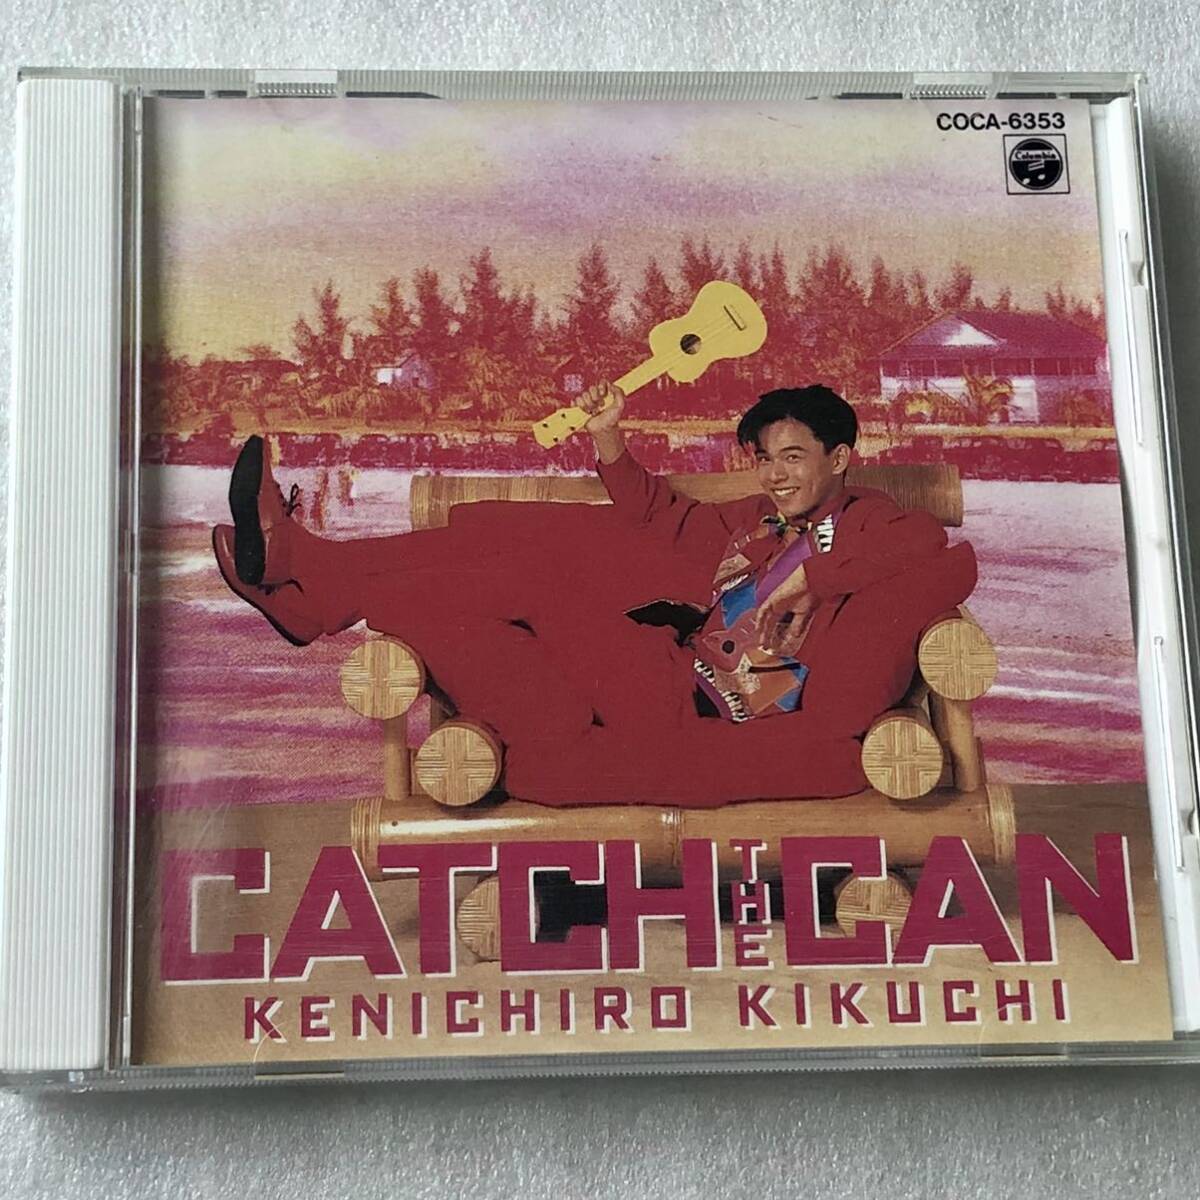 COCA-6353
Columbia
CATCH THE CAN
KENICHIRO KIKUCHI